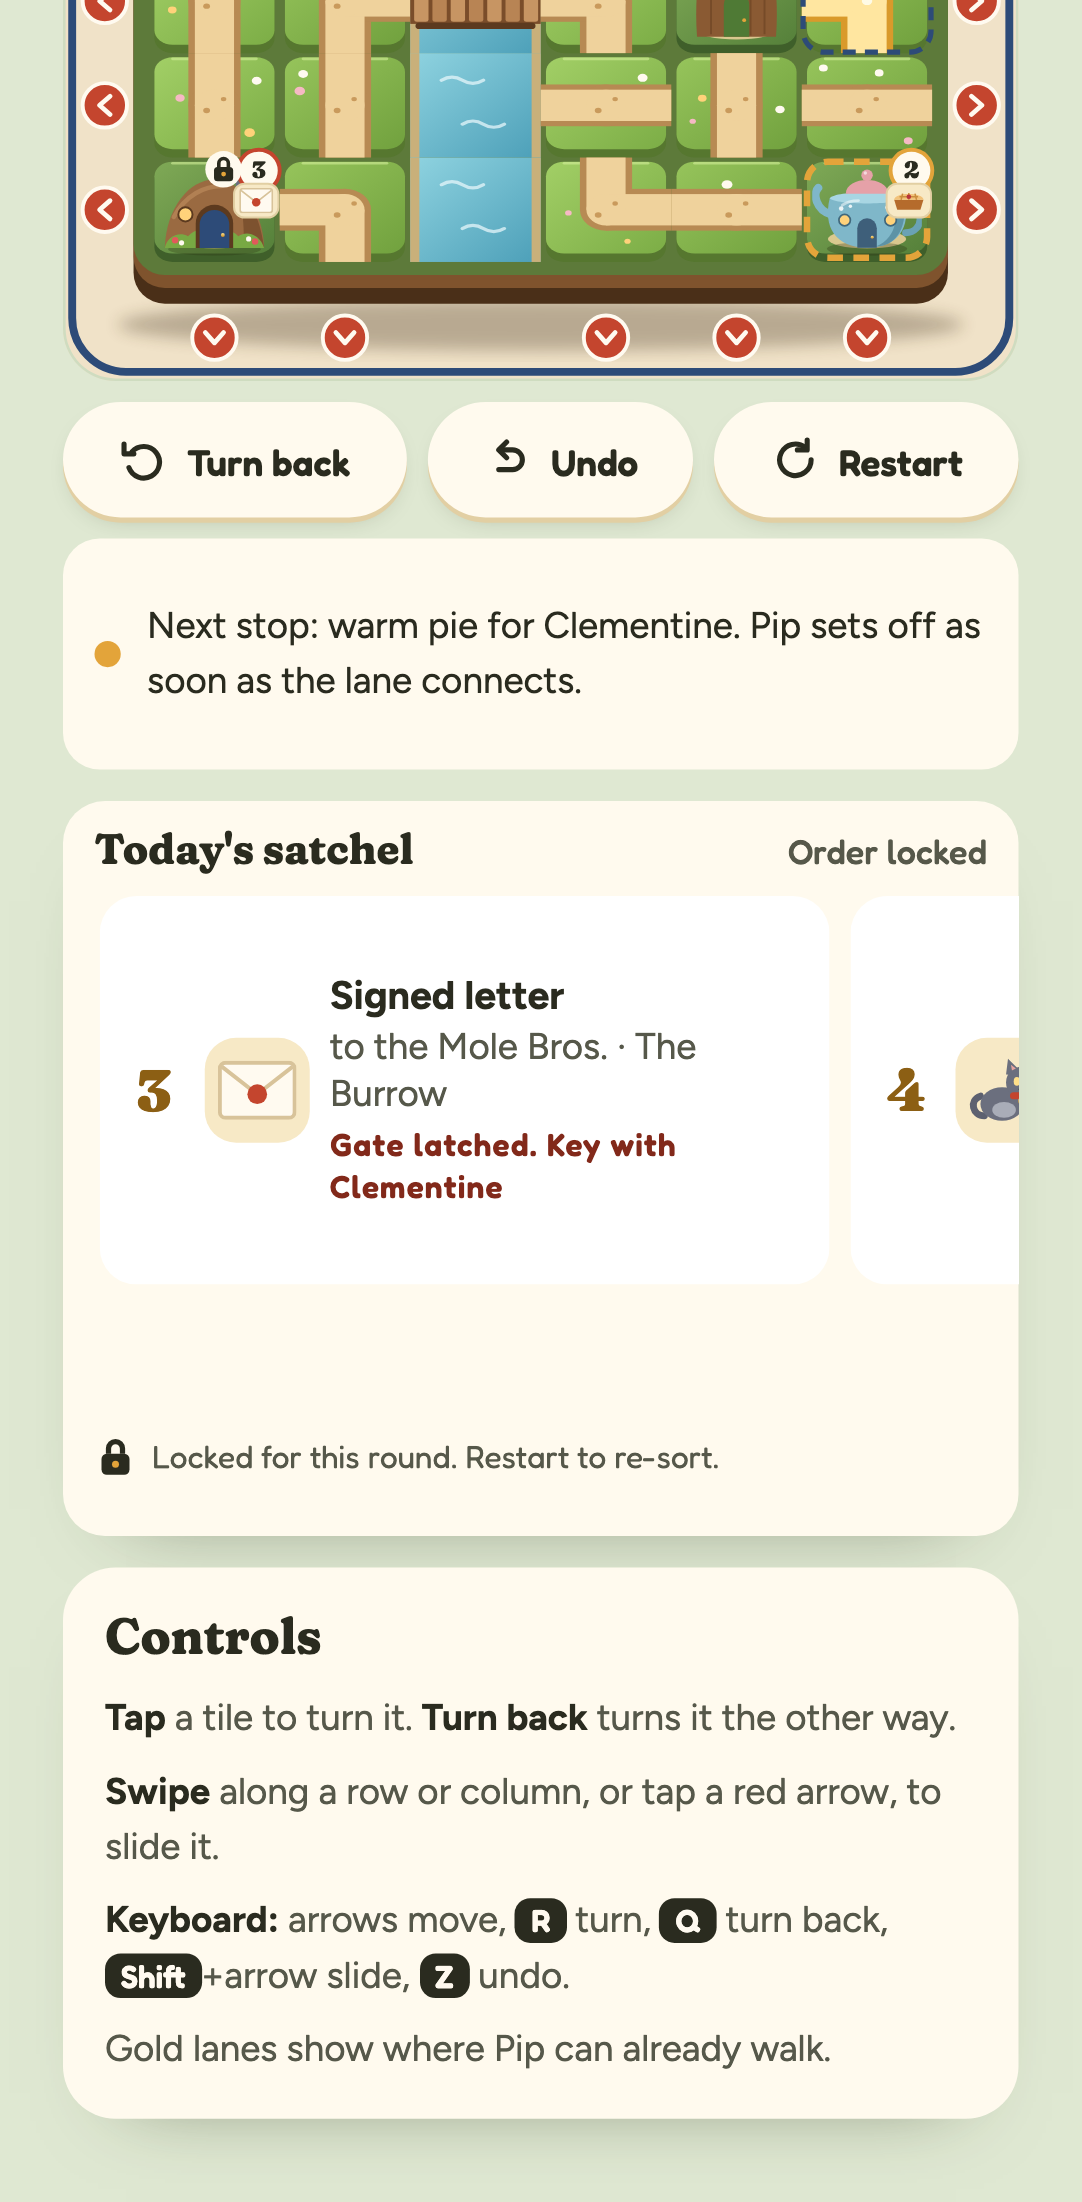 3
2
Turn back
Undo
Restart
Next stop: warm pie for Clementine. Pip sets off as
soon as the lane connects.
Today's satchel
Order locked
3
Signed letter
to the Mole Bros. · The
Burrow
Gate latched. Key with
Clementine
4
Locked for this round. Restart to re-sort.
Controls
Tap a tile to turn it. Turn back turns it the other way.
Swipe along a row or column, or tap a red arrow, to
slide it.
Keyboard: arrows move, R turn, Q turn back,
Shift+arrow slide, Z undo.
Gold lanes show where Pip can already walk.